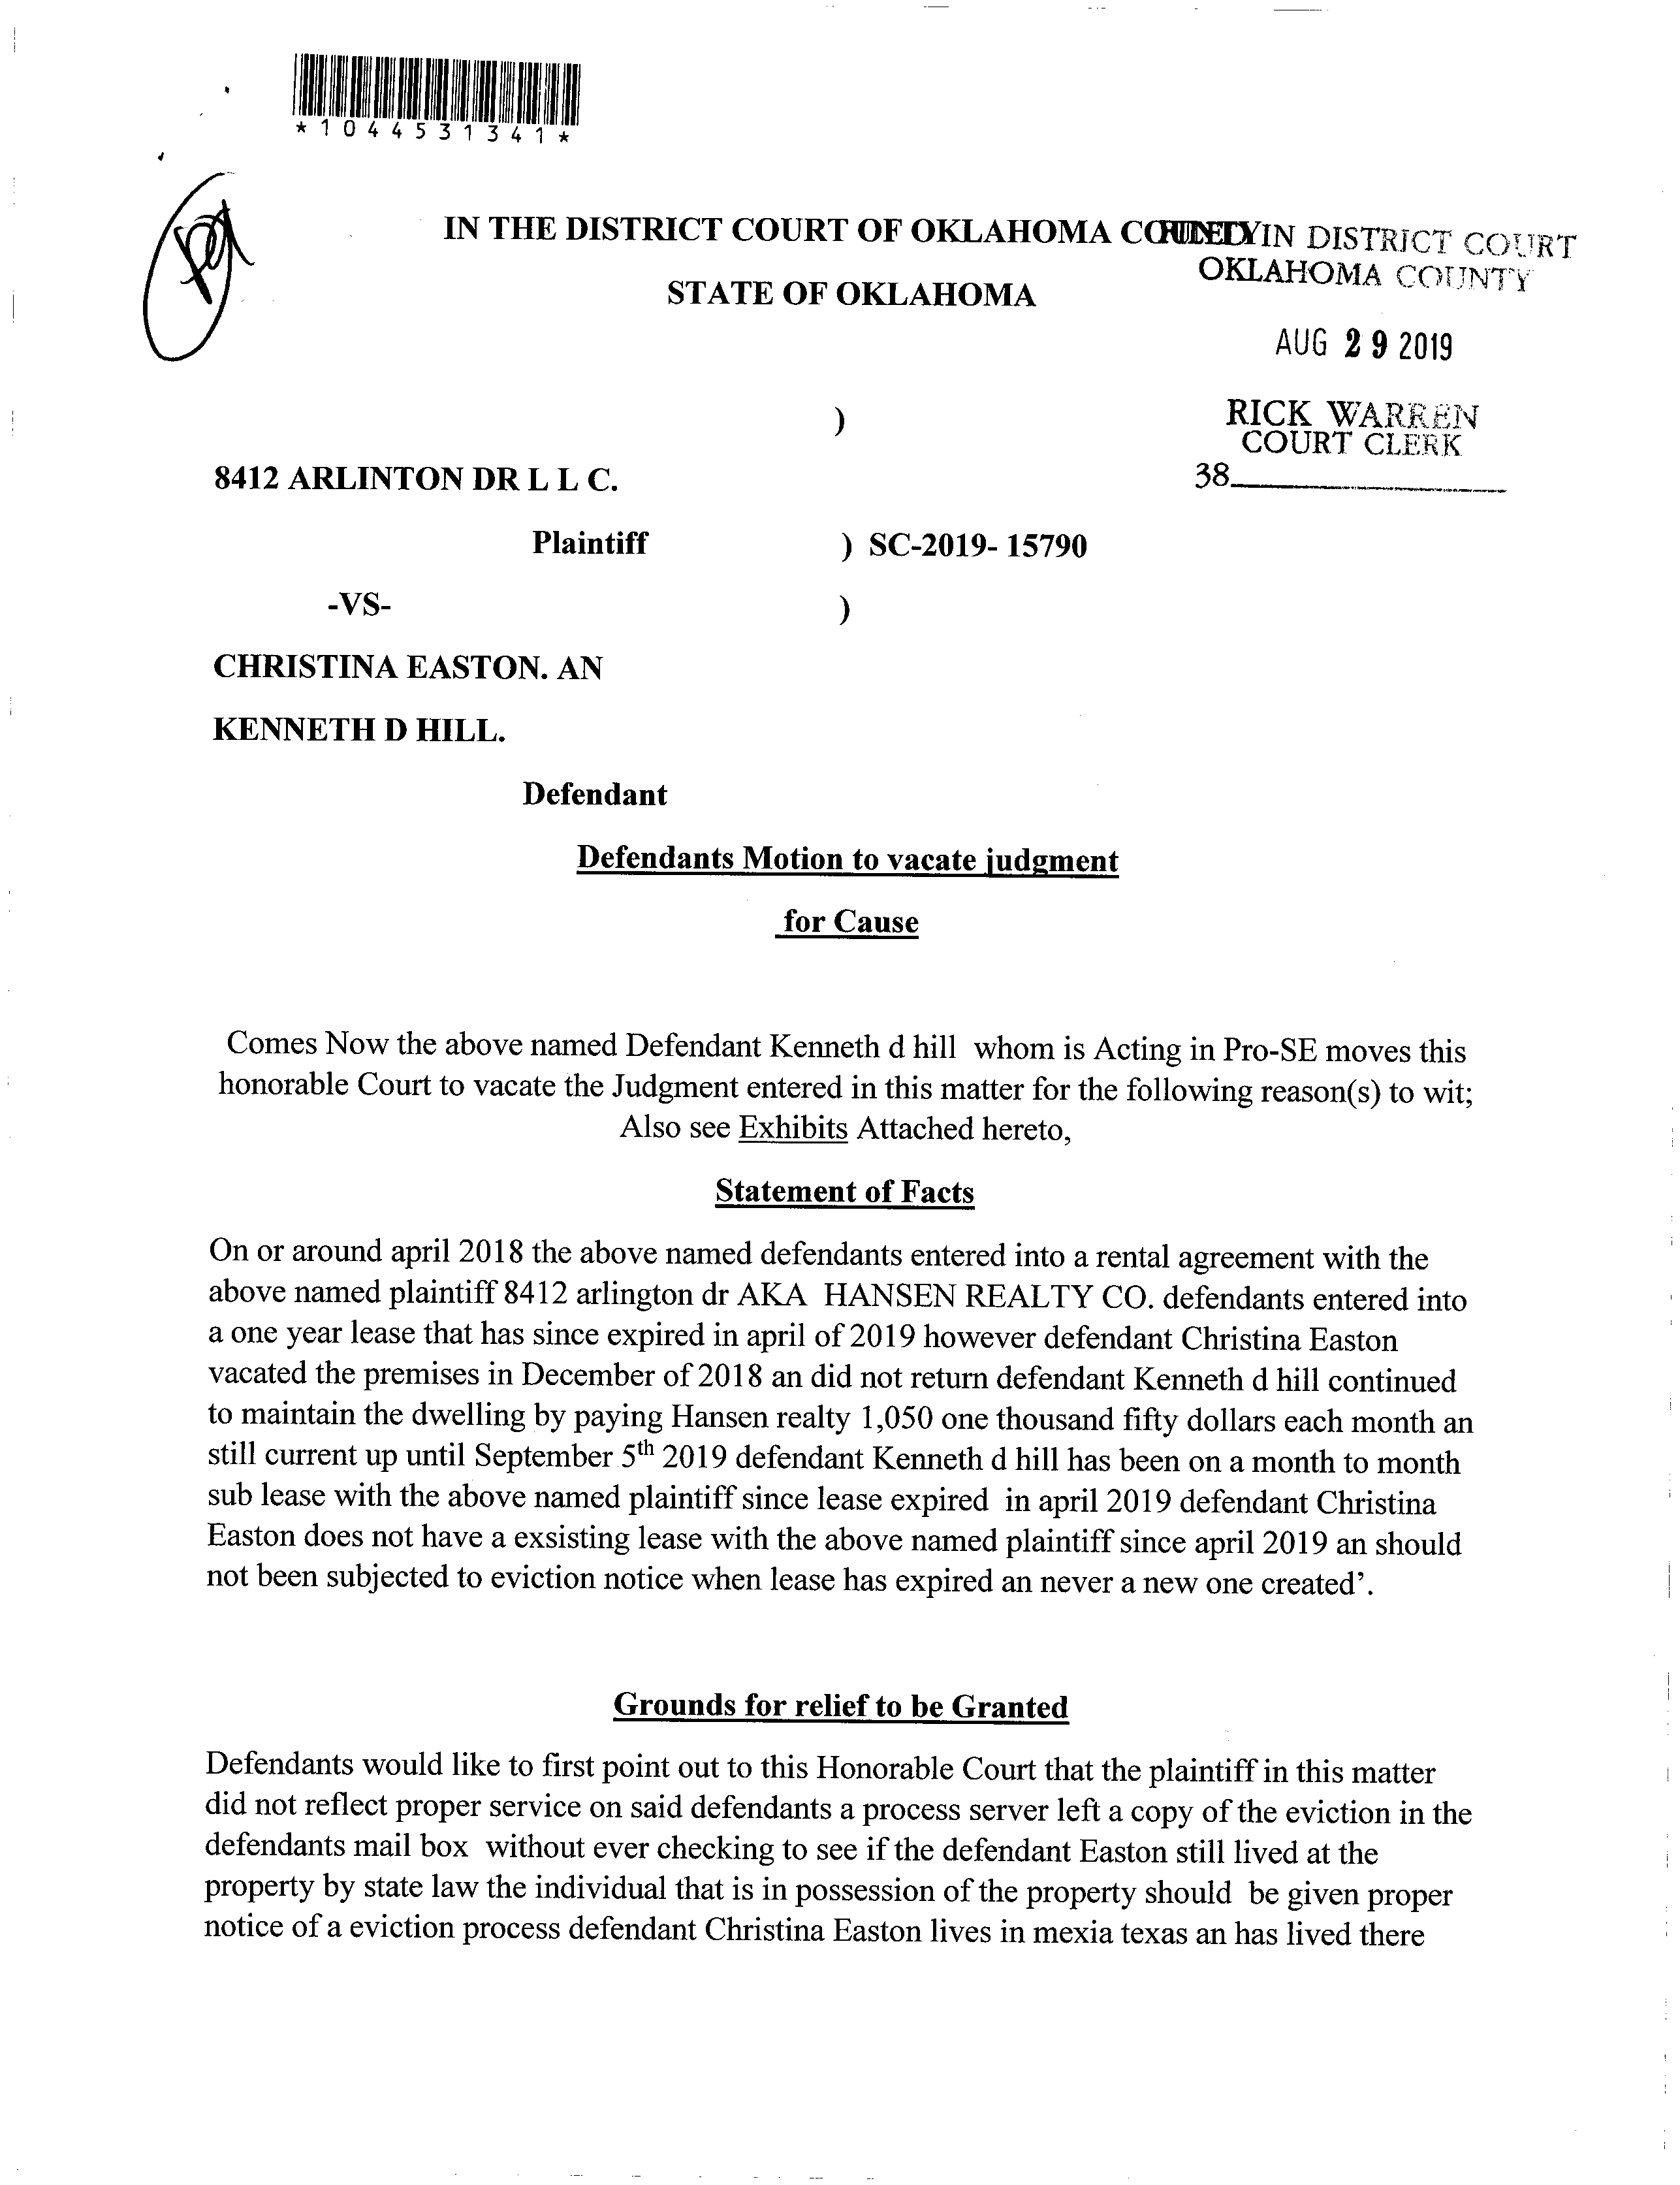 *1044531341*
IN THE DISTRICT COURT OF OKLAHOMA COUNTY
FILED IN DISTRICT COURT
OKLAHOMA COUNTY
STATE OF OKLAHOMA
AUG 29 2019
)
RICK WARREN
COURT CLERK
8412 ARLINTON DR L L C.
38
Plaintiff ) SC-2019- 15790
-VS- )
CHRISTINA EASTON. AN
KENNETH D HILL.
Defendant
Defendants Motion to vacate judgment
for Cause
Comes Now the above named Defendant Kenneth d hill whom is Acting in Pro-SE moves this
honorable Court to vacate the Judgment entered in this matter for the following reason(s) to wit;
Also see Exhibits Attached hereto,
Statement of Facts
On or around april 2018 the above named defendants entered into a rental agreement with the
above named plaintiff 8412 arlington dr AKA HANSEN REALTY CO. defendants entered into
a one year lease that has since expired in april of 2019 however defendant Christina Easton
vacated the premises in December of 2018 an did not return defendant Kenneth d hill continued
to maintain the dwelling by paying Hansen realty 1,050 one thousand fifty dollars each month an
still current up until September 5th 2019 defendant Kenneth d hill has been on a month to month
sub lease with the above named plaintiff since lease expired in april 2019 defendant Christina
Easton does not have a exsisting lease with the above named plaintiff since april 2019 an should
not been subjected to eviction notice when lease has expired an never a new one created’.
Grounds for relief to be Granted
Defendants would like to first point out to this Honorable Court that the plaintiff in this matter
did not reflect proper service on said defendants a process server left a copy of the eviction in the
defendants mail box without ever checking to see if the defendant Easton still lived at the
property by state law the individual that is in possession of the property should be given proper
notice of a eviction process defendant Christina Easton lives in mexia texas an has lived there